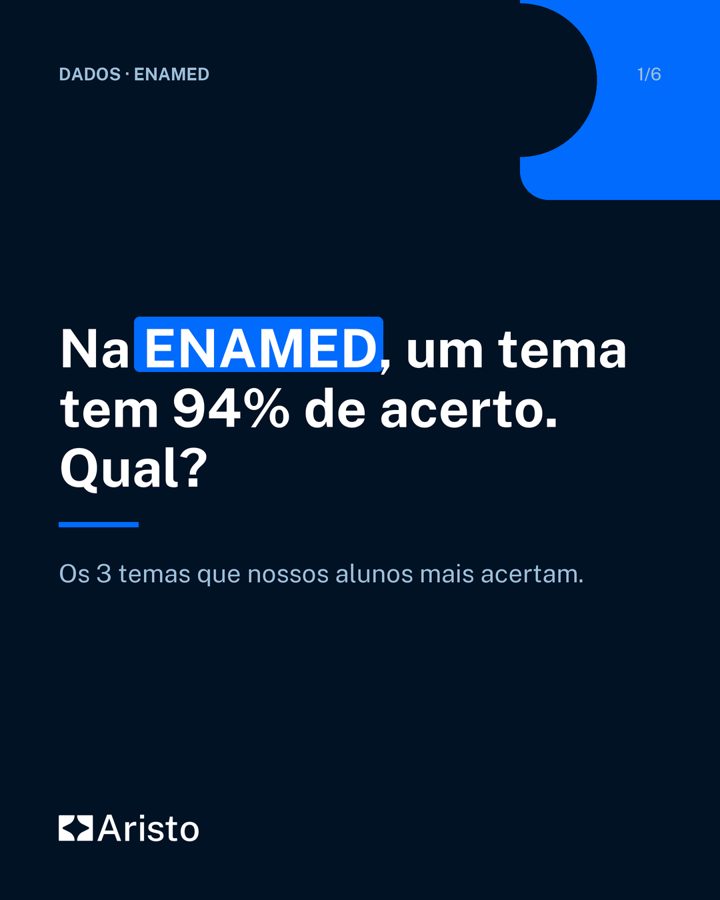 DADOS · ENAMED
1/6
Na ENAMED, um tema
tem 94% de acerto.
Qual?
Os 3 temas que nossos alunos mais acertam.
Aristo